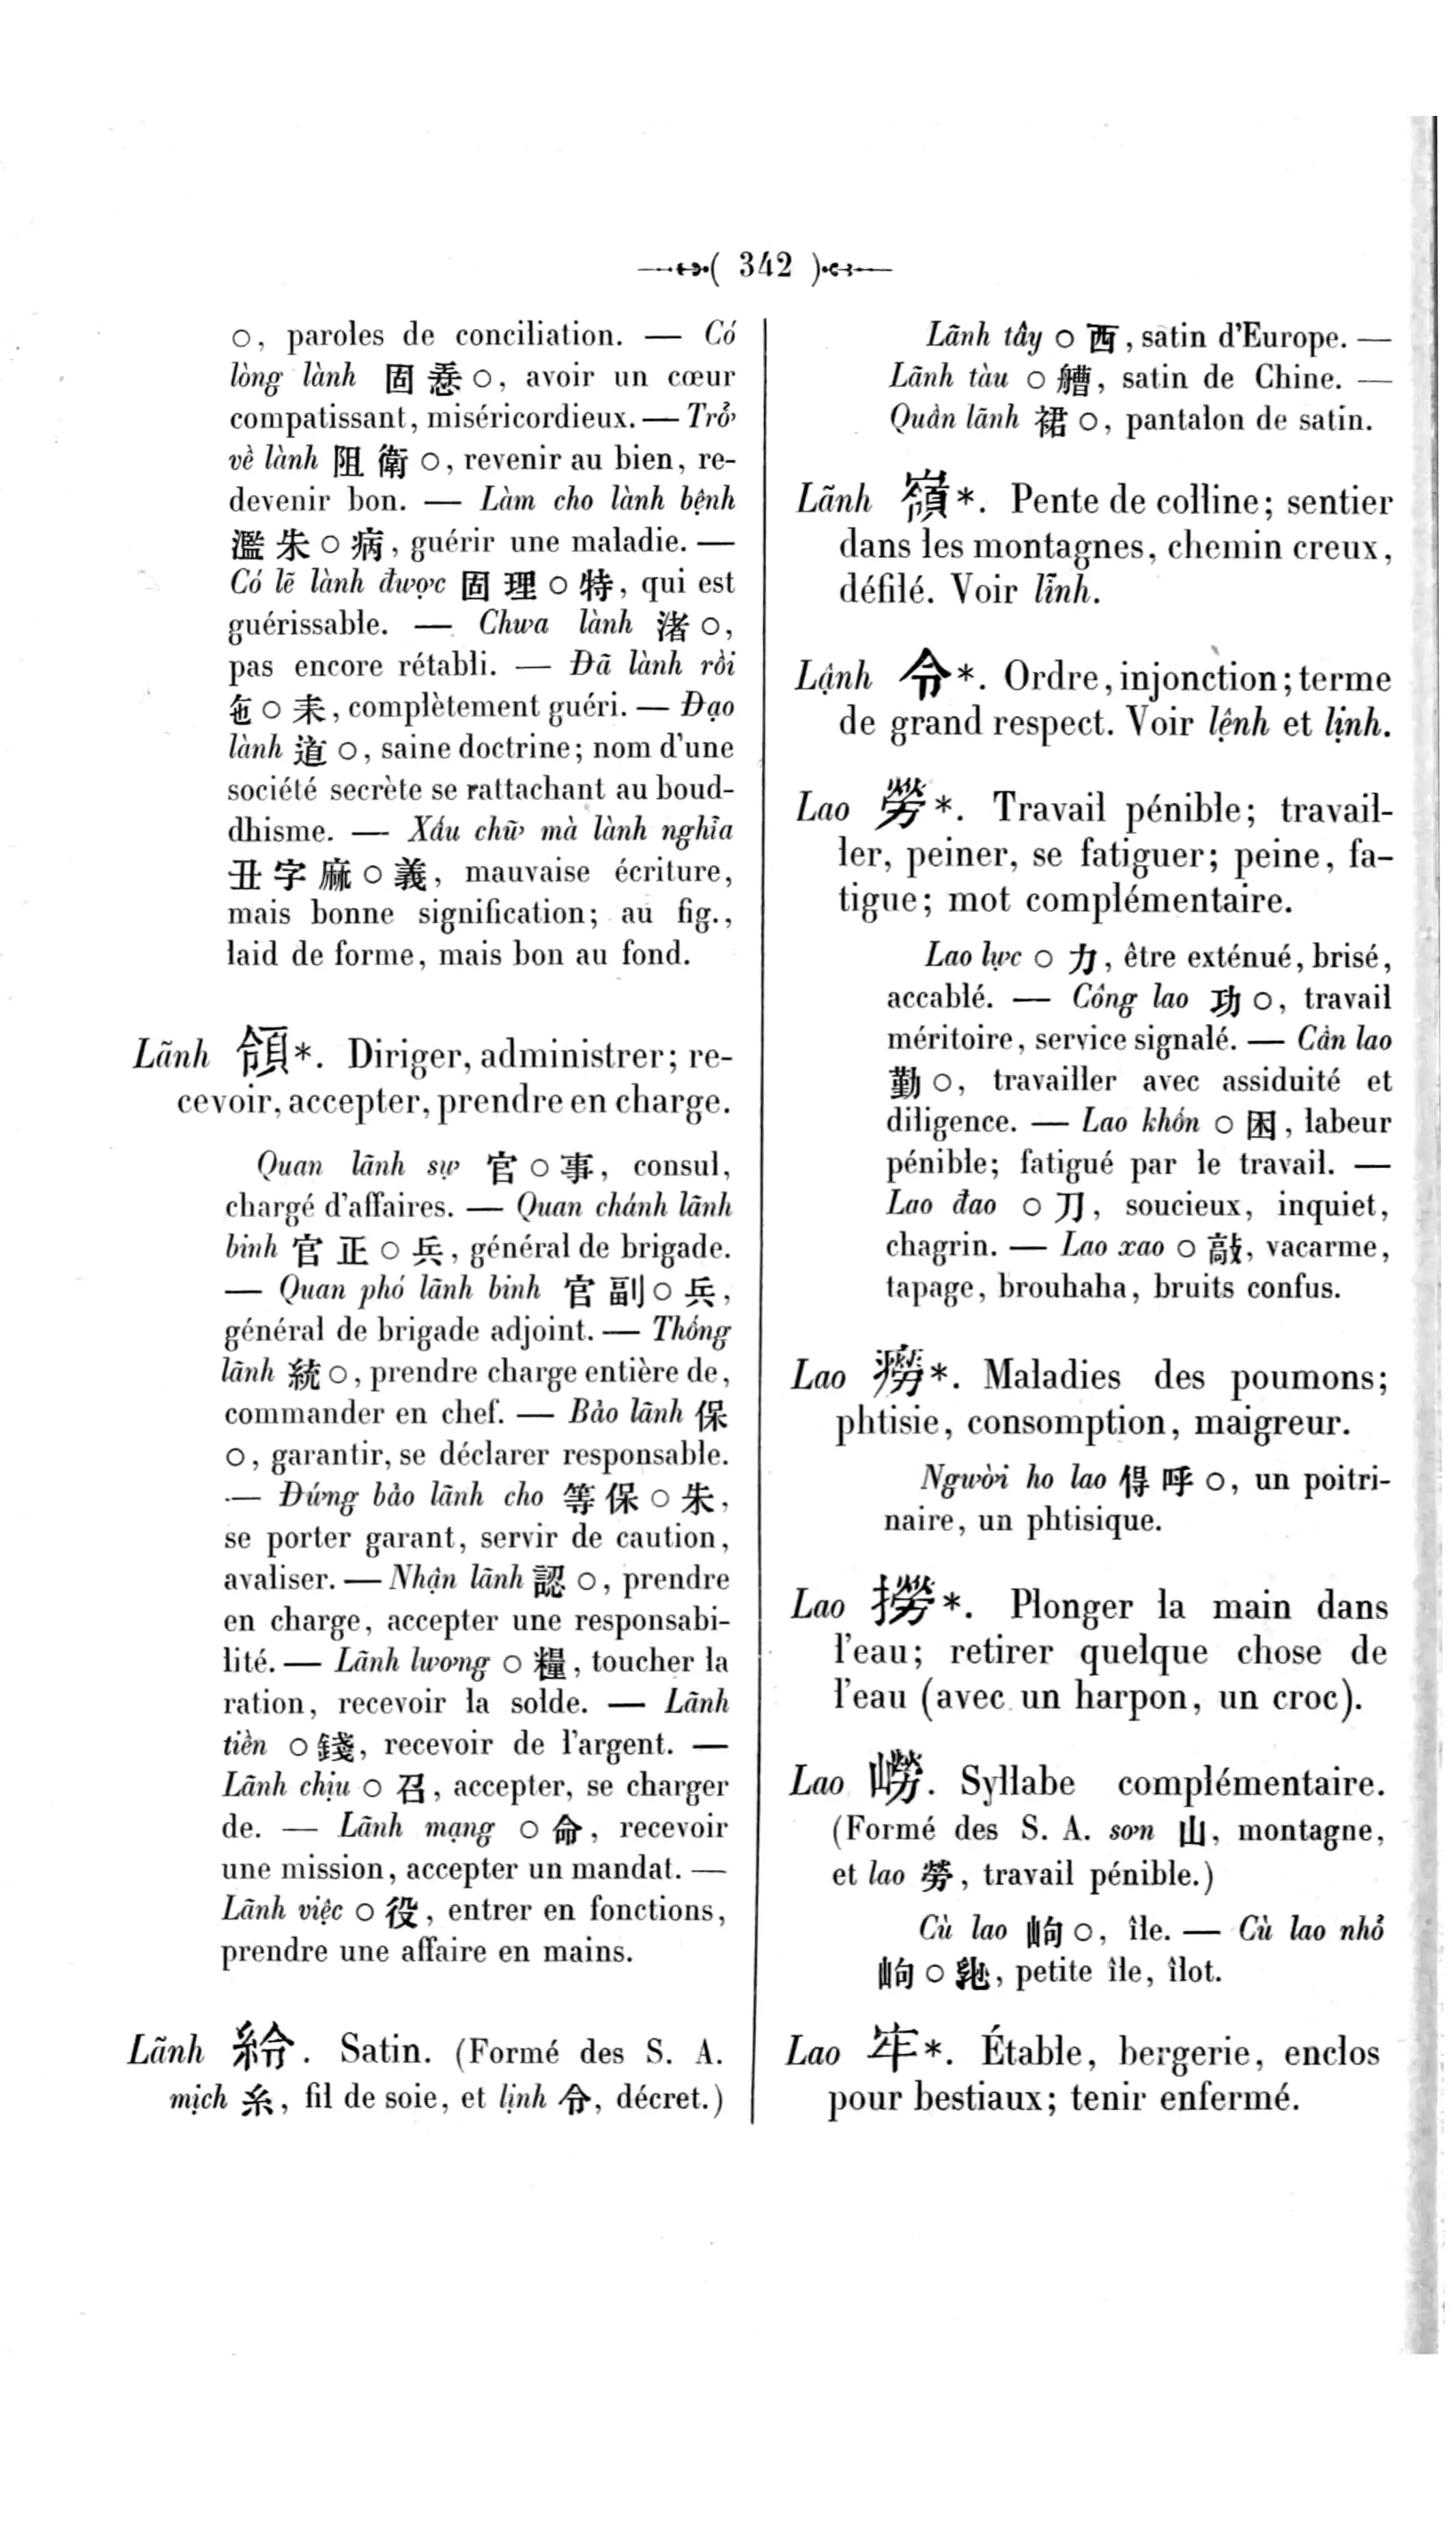 ( 342 )
○, paroles de conciliation. — Có
lòng lành 固 𢚸 ○, avoir un cœur
compatissant, miséricordieux. — Trở
về lành 阻 衛 ○, revenir au bien, re-
devenir bon. — Làm cho lành bệnh
濫 朱 ○ 病, guérir une maladie. —
Có lẽ lành được 固 理 ○ 特, qui est
guérissable. — Chưa lành 渚 ○,
pas encore rétabli. — Đã lành rồi
㐌 ○ 耒, complètement guéri. — Đạo
lành 道 ○, saine doctrine; nom d'une
société secrète se rattachant au boud-
dhisme. — Xấu chữ mà lành nghĩa
丑 字 麻 ○ 義, mauvaise écriture,
mais bonne signification; au fig.,
laid de forme, mais bon au fond.
Lãnh 領*. Diriger, administrer; re-
cevoir, accepter, prendre en charge.
Quan lãnh sự 官 ○ 事, consul,
chargé d'affaires. — Quan chánh lãnh
binh 官 正 ○ 兵, général de brigade.
— Quan phó lãnh binh 官 副 ○ 兵,
général de brigade adjoint. — Thống
lãnh 統 ○, prendre charge entière de,
commander en chef. — Bảo lãnh 保
○, garantir, se déclarer responsable.
— Đứng bảo lãnh cho 等 保 ○ 朱,
se porter garant, servir de caution,
avaliser. — Nhận lãnh 認 ○, prendre
en charge, accepter une responsabi-
lité. — Lãnh lương ○ 糧, toucher la
ration, recevoir la solde. — Lãnh
tiền ○ 錢, recevoir de l'argent. —
Lãnh chịu ○ 召, accepter, se charger
de. — Lãnh mạng ○ 命, recevoir
une mission, accepter un mandat. —
Lãnh việc ○ 役, entrer en fonctions,
prendre une affaire en mains.
Lãnh 紷. Satin. (Formé des S. A.
mịch 糸, fil de soie, et lịnh 令, décret.)
Lãnh tây ○ 西, satin d'Europe. —
Lãnh tàu ○ 艚, satin de Chine. —
Quần lãnh 裙 ○, pantalon de satin.
Lãnh 嶺*. Pente de colline; sentier
dans les montagnes, chemin creux,
défilé. Voir lĩnh.
Lậnh 令*. Ordre, injonction; terme
de grand respect. Voir lệnh et lịnh.
Lao 勞*. Travail pénible; travail-
ler, peiner, se fatiguer; peine, fa-
tigue; mot complémentaire.
Lao lực ○ 力, être exténué, brisé,
accablé. — Công lao 功 ○, travail
méritoire, service signalé. — Cần lao
勤 ○, travailler avec assiduité et
diligence. — Lao khốn ○ 困, labeur
pénible; fatigué par le travail. —
Lao đao ○ 刀, soucieux, inquiet,
chagrin. — Lao xao ○ 敲, vacarme,
tapage, brouhaha, bruits confus.
Lao 癆*. Maladies des poumons;
phtisie, consomption, maigreur.
Người ho lao 㝵 呼 ○, un poitri-
naire, un phtisique.
Lao 撈*. Plonger la main dans
l'eau; retirer quelque chose de
l'eau (avec un harpon, un croc).
Lao 嶗. Syllabe complémentaire.
(Formé des S. A. sơn 山, montagne,
et lao 勞, travail pénible.)
Cù lao 岣 ○, île. — Cù lao nhỏ
岣 ○, petite île, îlot.
Lao 牢*. Étable, bergerie, enclos
pour bestiaux; tenir enfermé.